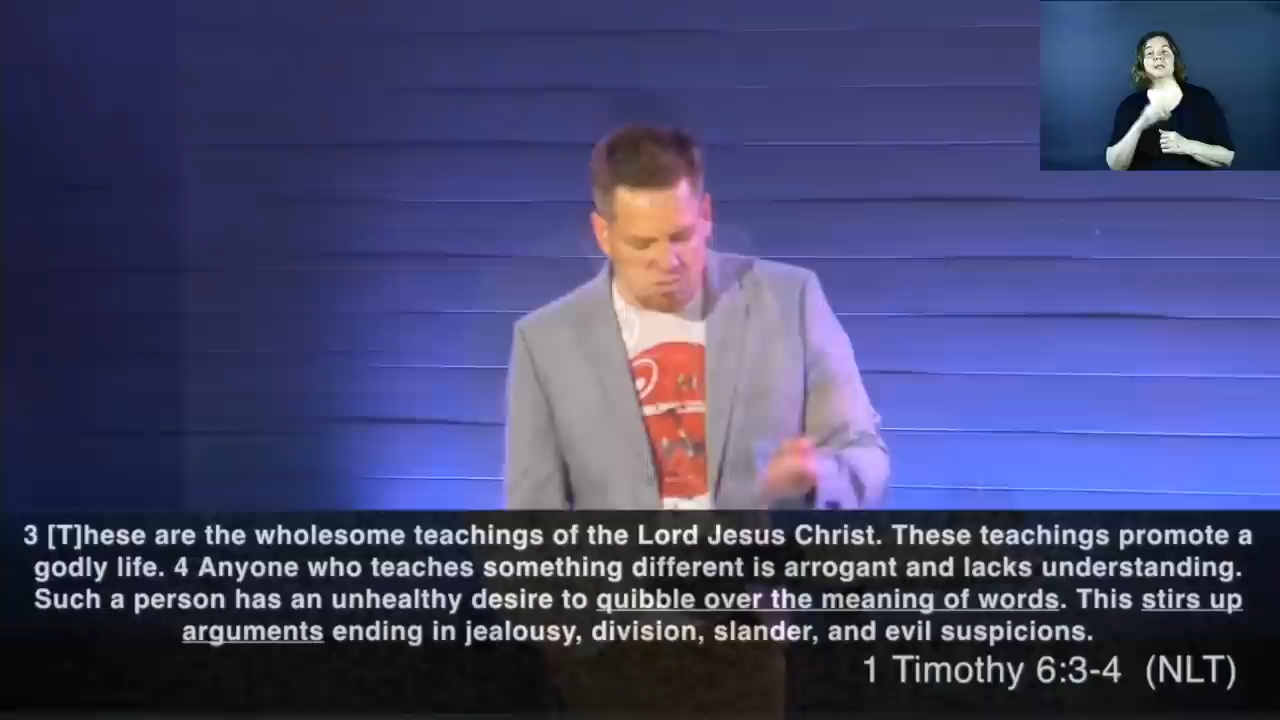 3 [T]hese are the wholesome teachings of the Lord Jesus Christ. These teachings promote a
godly life. 4 Anyone who teaches something different is arrogant and lacks understanding.
Such a person has an unhealthy desire to quibble over the meaning of words. This stirs up
arguments ending in jealousy, division, slander, and evil suspicions.
1 Timothy 6:3-4 (NLT)